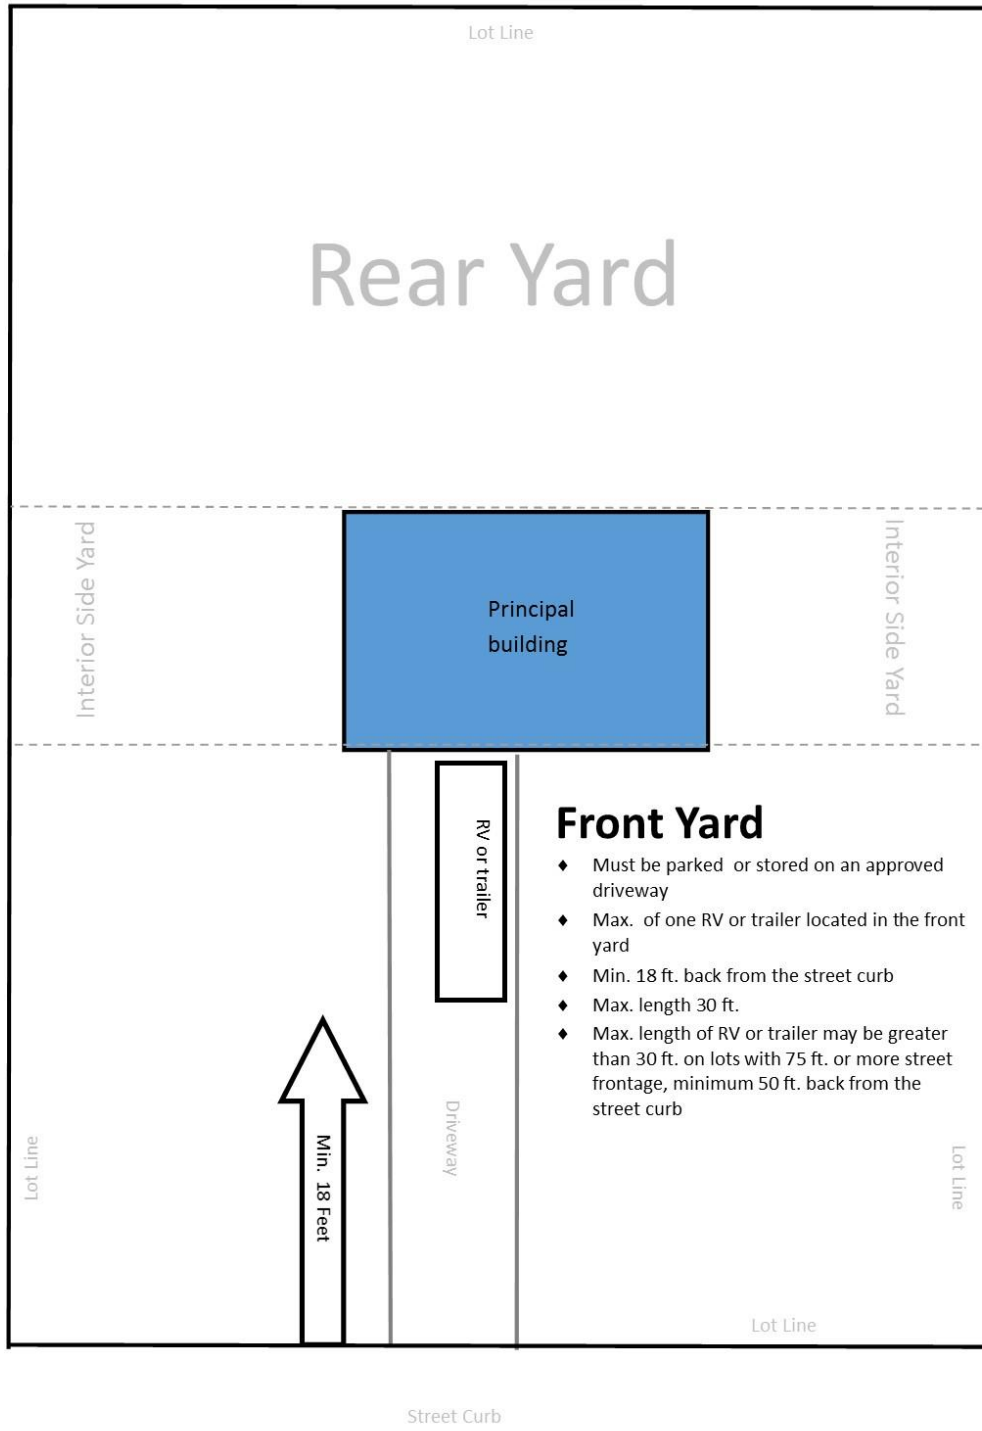 Lot Line
Rear Yard
Interior Side Yard
Principal
building
Interior Side Yard
RV or trailer
Front Yard
♦ Must be parked or stored on an approved
driveway
♦ Max. of one RV or trailer located in the front
yard
♦ Min. 18 ft. back from the street curb
♦ Max. length 30 ft.
♦ Max. length of RV or trailer may be greater
than 30 ft. on lots with 75 ft. or more street
frontage, minimum 50 ft. back from the
street curb
Lot Line
Min. 18 Feet
Driveway
Lot Line
Lot Line
Street Curb